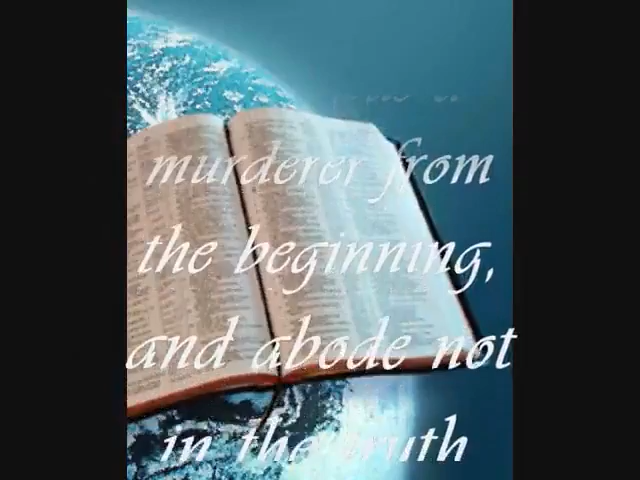 murderer from
the beginning,
and abode not
in the truth